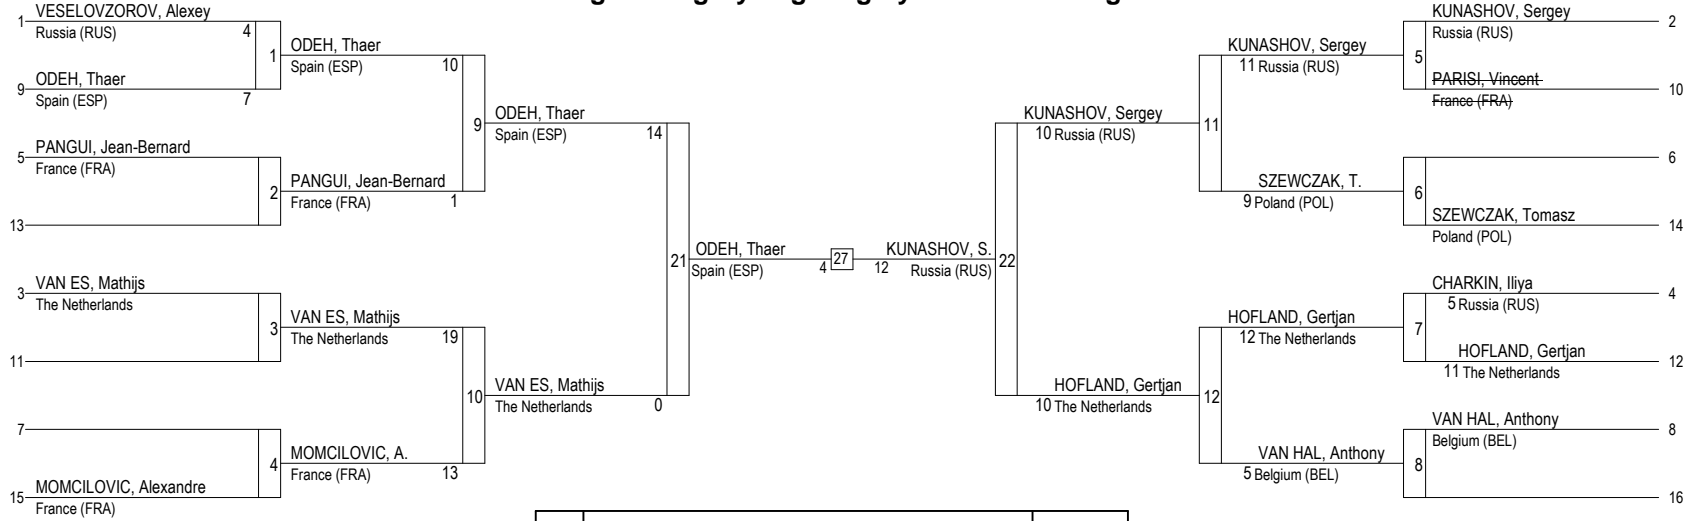 1 VESELOVZOROV, Alexey
Russia (RUS) 4
1
9 ODEH, Thaer
Spain (ESP) 7
5 PANGUI, Jean-Bernard
France (FRA)
2
13
3 VAN ES, Mathijs
The Netherlands
3
11
7
4
15 MOMCILOVIC, Alexandre
France (FRA)
ODEH, Thaer
Spain (ESP) 10
9
PANGUI, Jean-Bernard
France (FRA) 1
VAN ES, Mathijs
The Netherlands 19
10
MOMCILOVIC, A.
France (FRA) 13
ODEH, Thaer
Spain (ESP) 14
21
VAN ES, Mathijs
The Netherlands 0
ODEH, Thaer
Spain (ESP) 4
27
KUNASHOV, S.
12 Russia (RUS)
22
KUNASHOV, Sergey
10 Russia (RUS)
HOFLAND, Gertjan
10 The Netherlands
KUNASHOV, Sergey
11 Russia (RUS)
11
SZEWCZAK, T.
9 Poland (POL)
HOFLAND, Gertjan
12 The Netherlands
12
VAN HAL, Anthony
5 Belgium (BEL)
KUNASHOV, Sergey 2
Russia (RUS)
5
PARISI, Vincent 10
France (FRA)
6
6
SZEWCZAK, Tomasz 14
Poland (POL)
CHARKIN, Iliya 4
5 Russia (RUS)
7
HOFLAND, Gertjan 12
11 The Netherlands
VAN HAL, Anthony 8
Belgium (BEL)
8
16